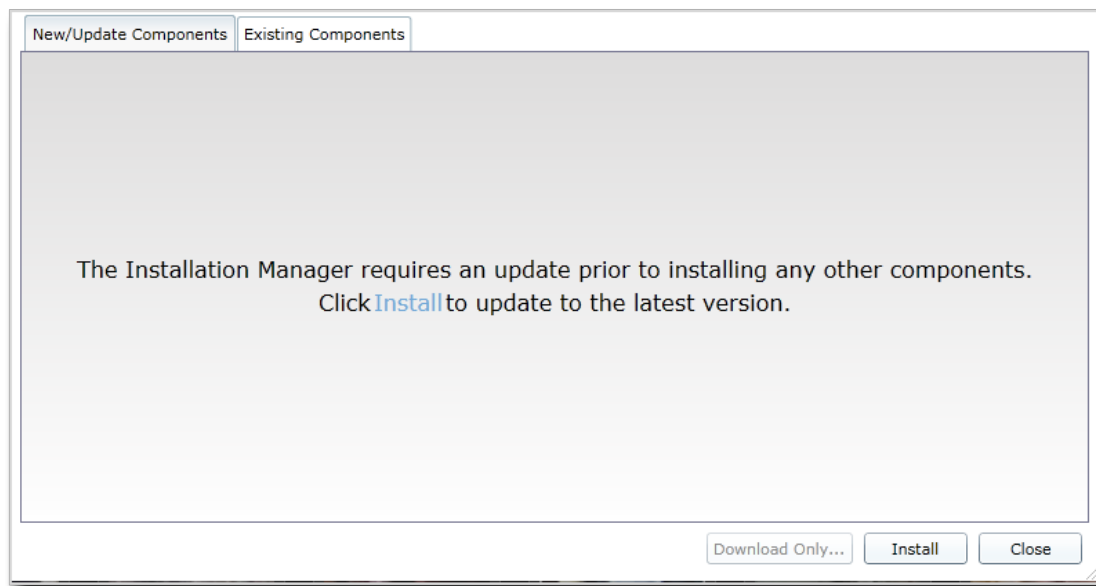 New/Update Components Existing Components
The Installation Manager requires an update prior to installing any other components.
Click Install to update to the latest version.
Download Only... Install Close